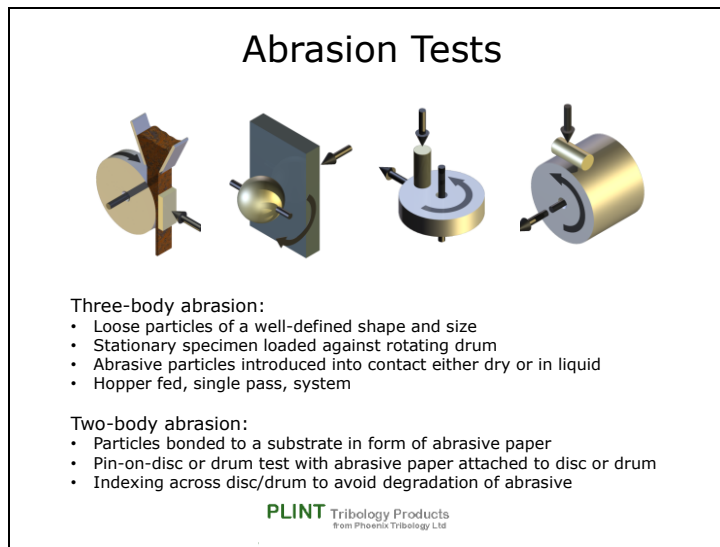 Abrasion Tests
Three-body abrasion:
• Loose particles of a well-defined shape and size
• Stationary specimen loaded against rotating drum
• Abrasive particles introduced into contact either dry or in liquid
• Hopper fed, single pass, system
Two-body abrasion:
• Particles bonded to a substrate in form of abrasive paper
• Pin-on-disc or drum test with abrasive paper attached to disc or drum
• Indexing across disc/drum to avoid degradation of abrasive
PLINT Tribology Products
from Phoenix Tribology Ltd